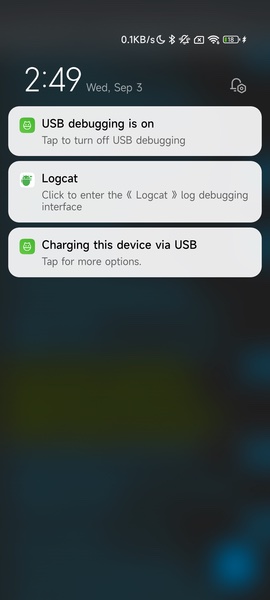 0.1KB/s
18
2:49 Wed, Sep 3
USB debugging is on
Tap to turn off USB debugging
Logcat
Click to enter the《 Logcat 》log debugging
interface
Charging this device via USB
Tap for more options.